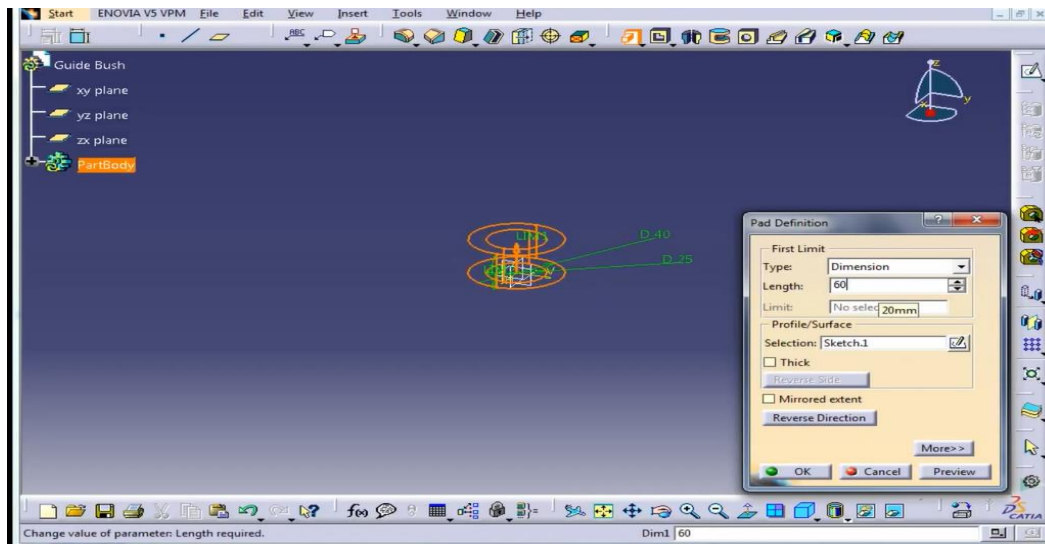 Start ENOVIA V5 VPM File Edit View Insert Tools Window Help
ABC
Guide Bush
xy plane
yz plane
zx plane
PartBody
z
y
LIM1
D 40
D 25
Pad Definition
First Limit
Type: Dimension
Length: 60
Limit: No selec
20mm
Profile/Surface
Selection: Sketch.1
Thick
Reverse Side
Mirrored extent
Reverse Direction
More>>
OK Cancel Preview
f(x)
CATIA
Change value of parameter: Length required. Dim1 60